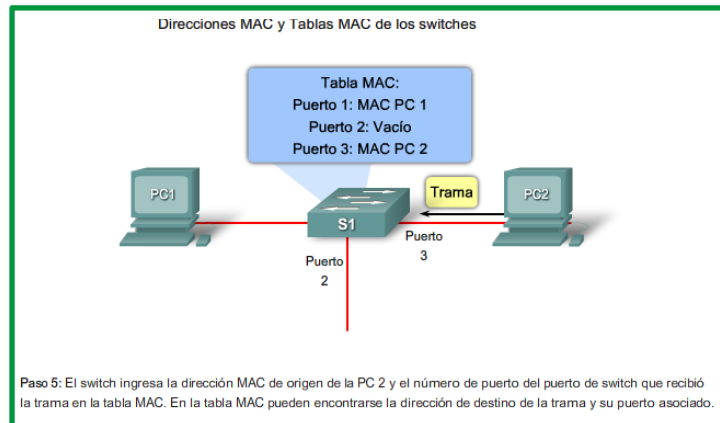 Direcciones MAC y Tablas MAC de los switches
Tabla MAC:
Puerto 1: MAC PC 1
Puerto 2: Vacío
Puerto 3: MAC PC 2
PC1
Trama
PC2
S1
Puerto
3
Puerto
2
Paso 5: El switch ingresa la dirección MAC de origen de la PC 2 y el número de puerto del puerto de switch que recibió
la trama en la tabla MAC. En la tabla MAC pueden encontrarse la dirección de destino de la trama y su puerto asociado.